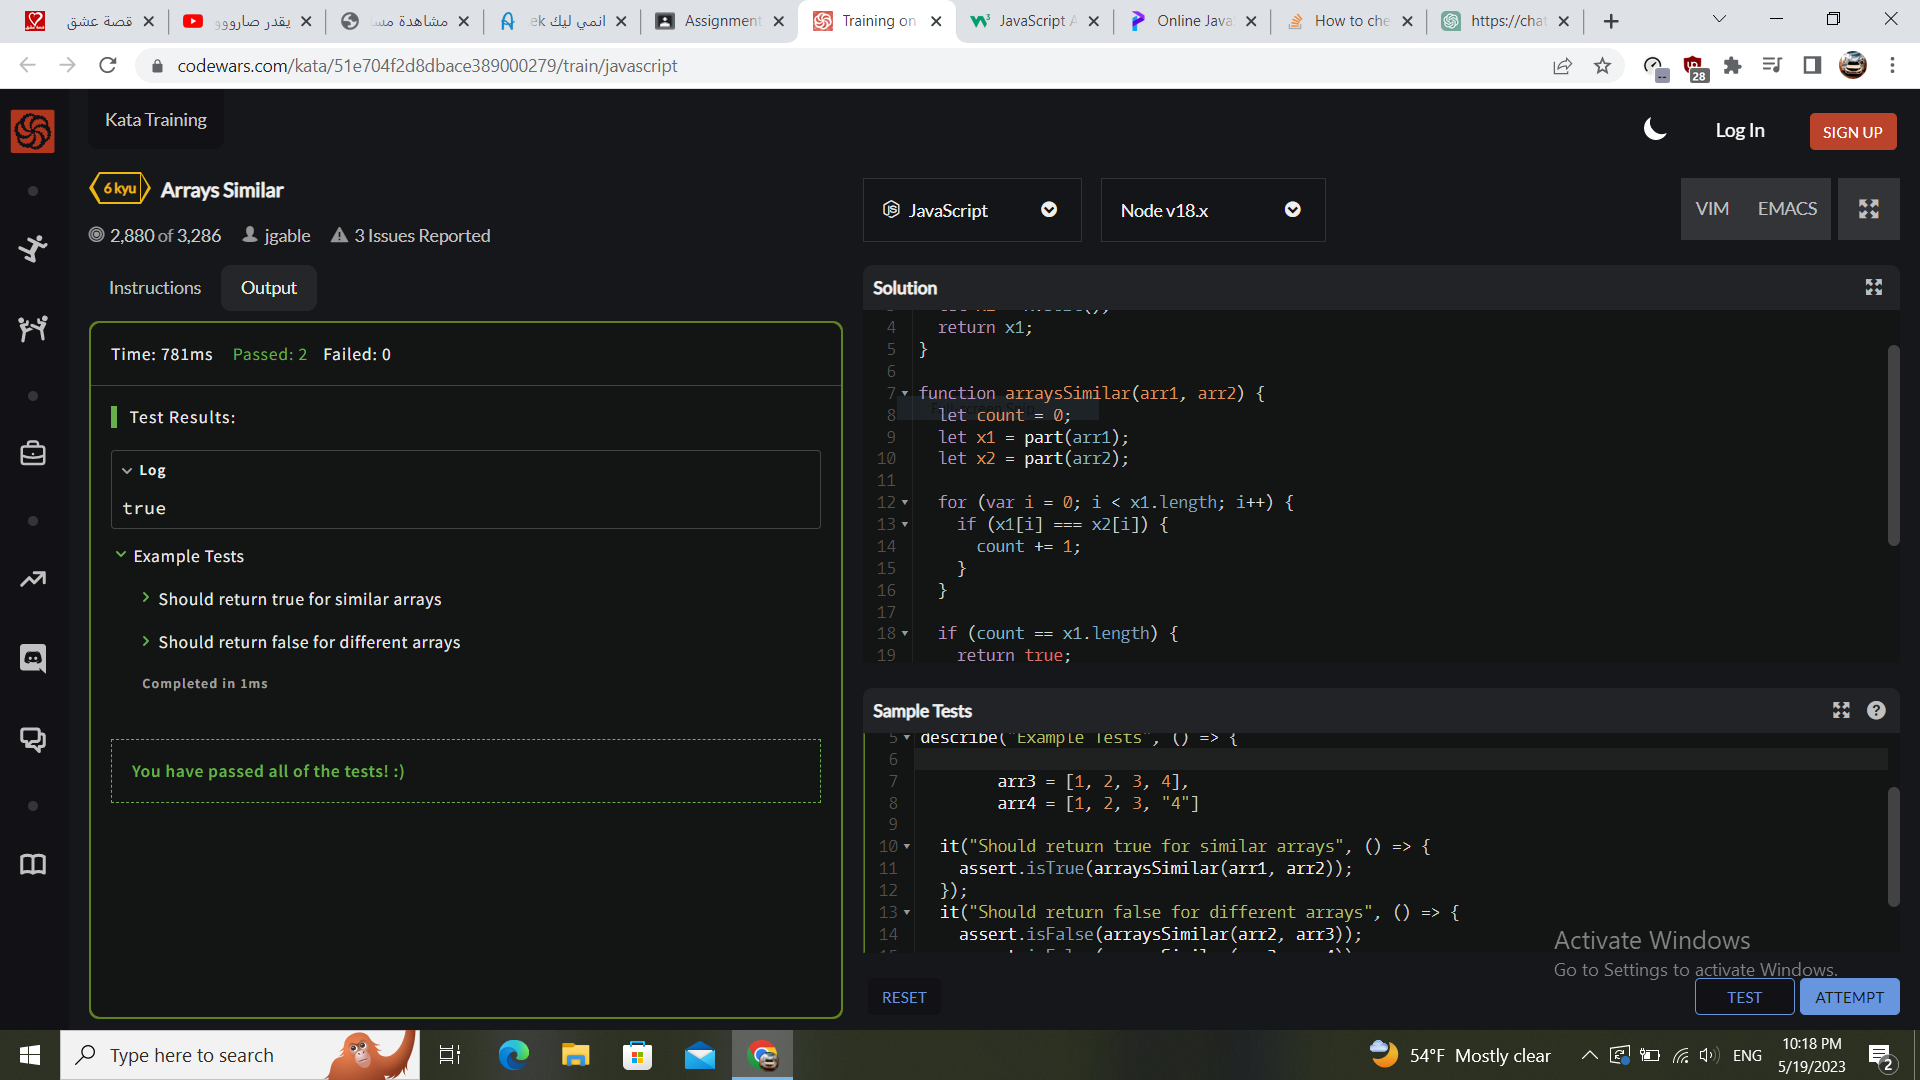 قصة عشق
يقدر صارووو
مشاهدة مسا
انمي ليك ek
Assignment
Training on
JavaScript A
Online Java
How to che
https://chat
codewars.com/kata/51e704f2d8dbace389000279/train/javascript
28
Kata Training
Log In
SIGN UP
6 kyu
Arrays Similar
2,880 of 3,286
jgable
3 Issues Reported
JavaScript
Node v18.x
VIM
EMACS
Instructions
Output
Time: 781ms Passed: 2 Failed: 0
Test Results:
Log
true
Example Tests
Should return true for similar arrays
Should return false for different arrays
Completed in 1ms
You have passed all of the tests! :)
Solution
4 return x1;
5 }
6
7 function arraysSimilar(arr1, arr2) {
8 let count = 0;
9 let x1 = part(arr1);
10 let x2 = part(arr2);
11
12 for (var i = 0; i < x1.length; i++) {
13 if (x1[i] === x2[i]) {
14 count += 1;
15 }
16 }
17
18 if (count == x1.length) {
19 return true;
Sample Tests
5 describe("Example Tests", () => {
6
7 arr3 = [1, 2, 3, 4],
8 arr4 = [1, 2, 3, "4"]
9
10 it("Should return true for similar arrays", () => {
11 assert.isTrue(arraysSimilar(arr1, arr2));
12 });
13 it("Should return false for different arrays", () => {
14 assert.isFalse(arraysSimilar(arr2, arr3));
Activate Windows
Go to Settings to activate Windows.
RESET
TEST
ATTEMPT
Type here to search
54°F Mostly clear
ENG
10:18 PM
5/19/2023
2